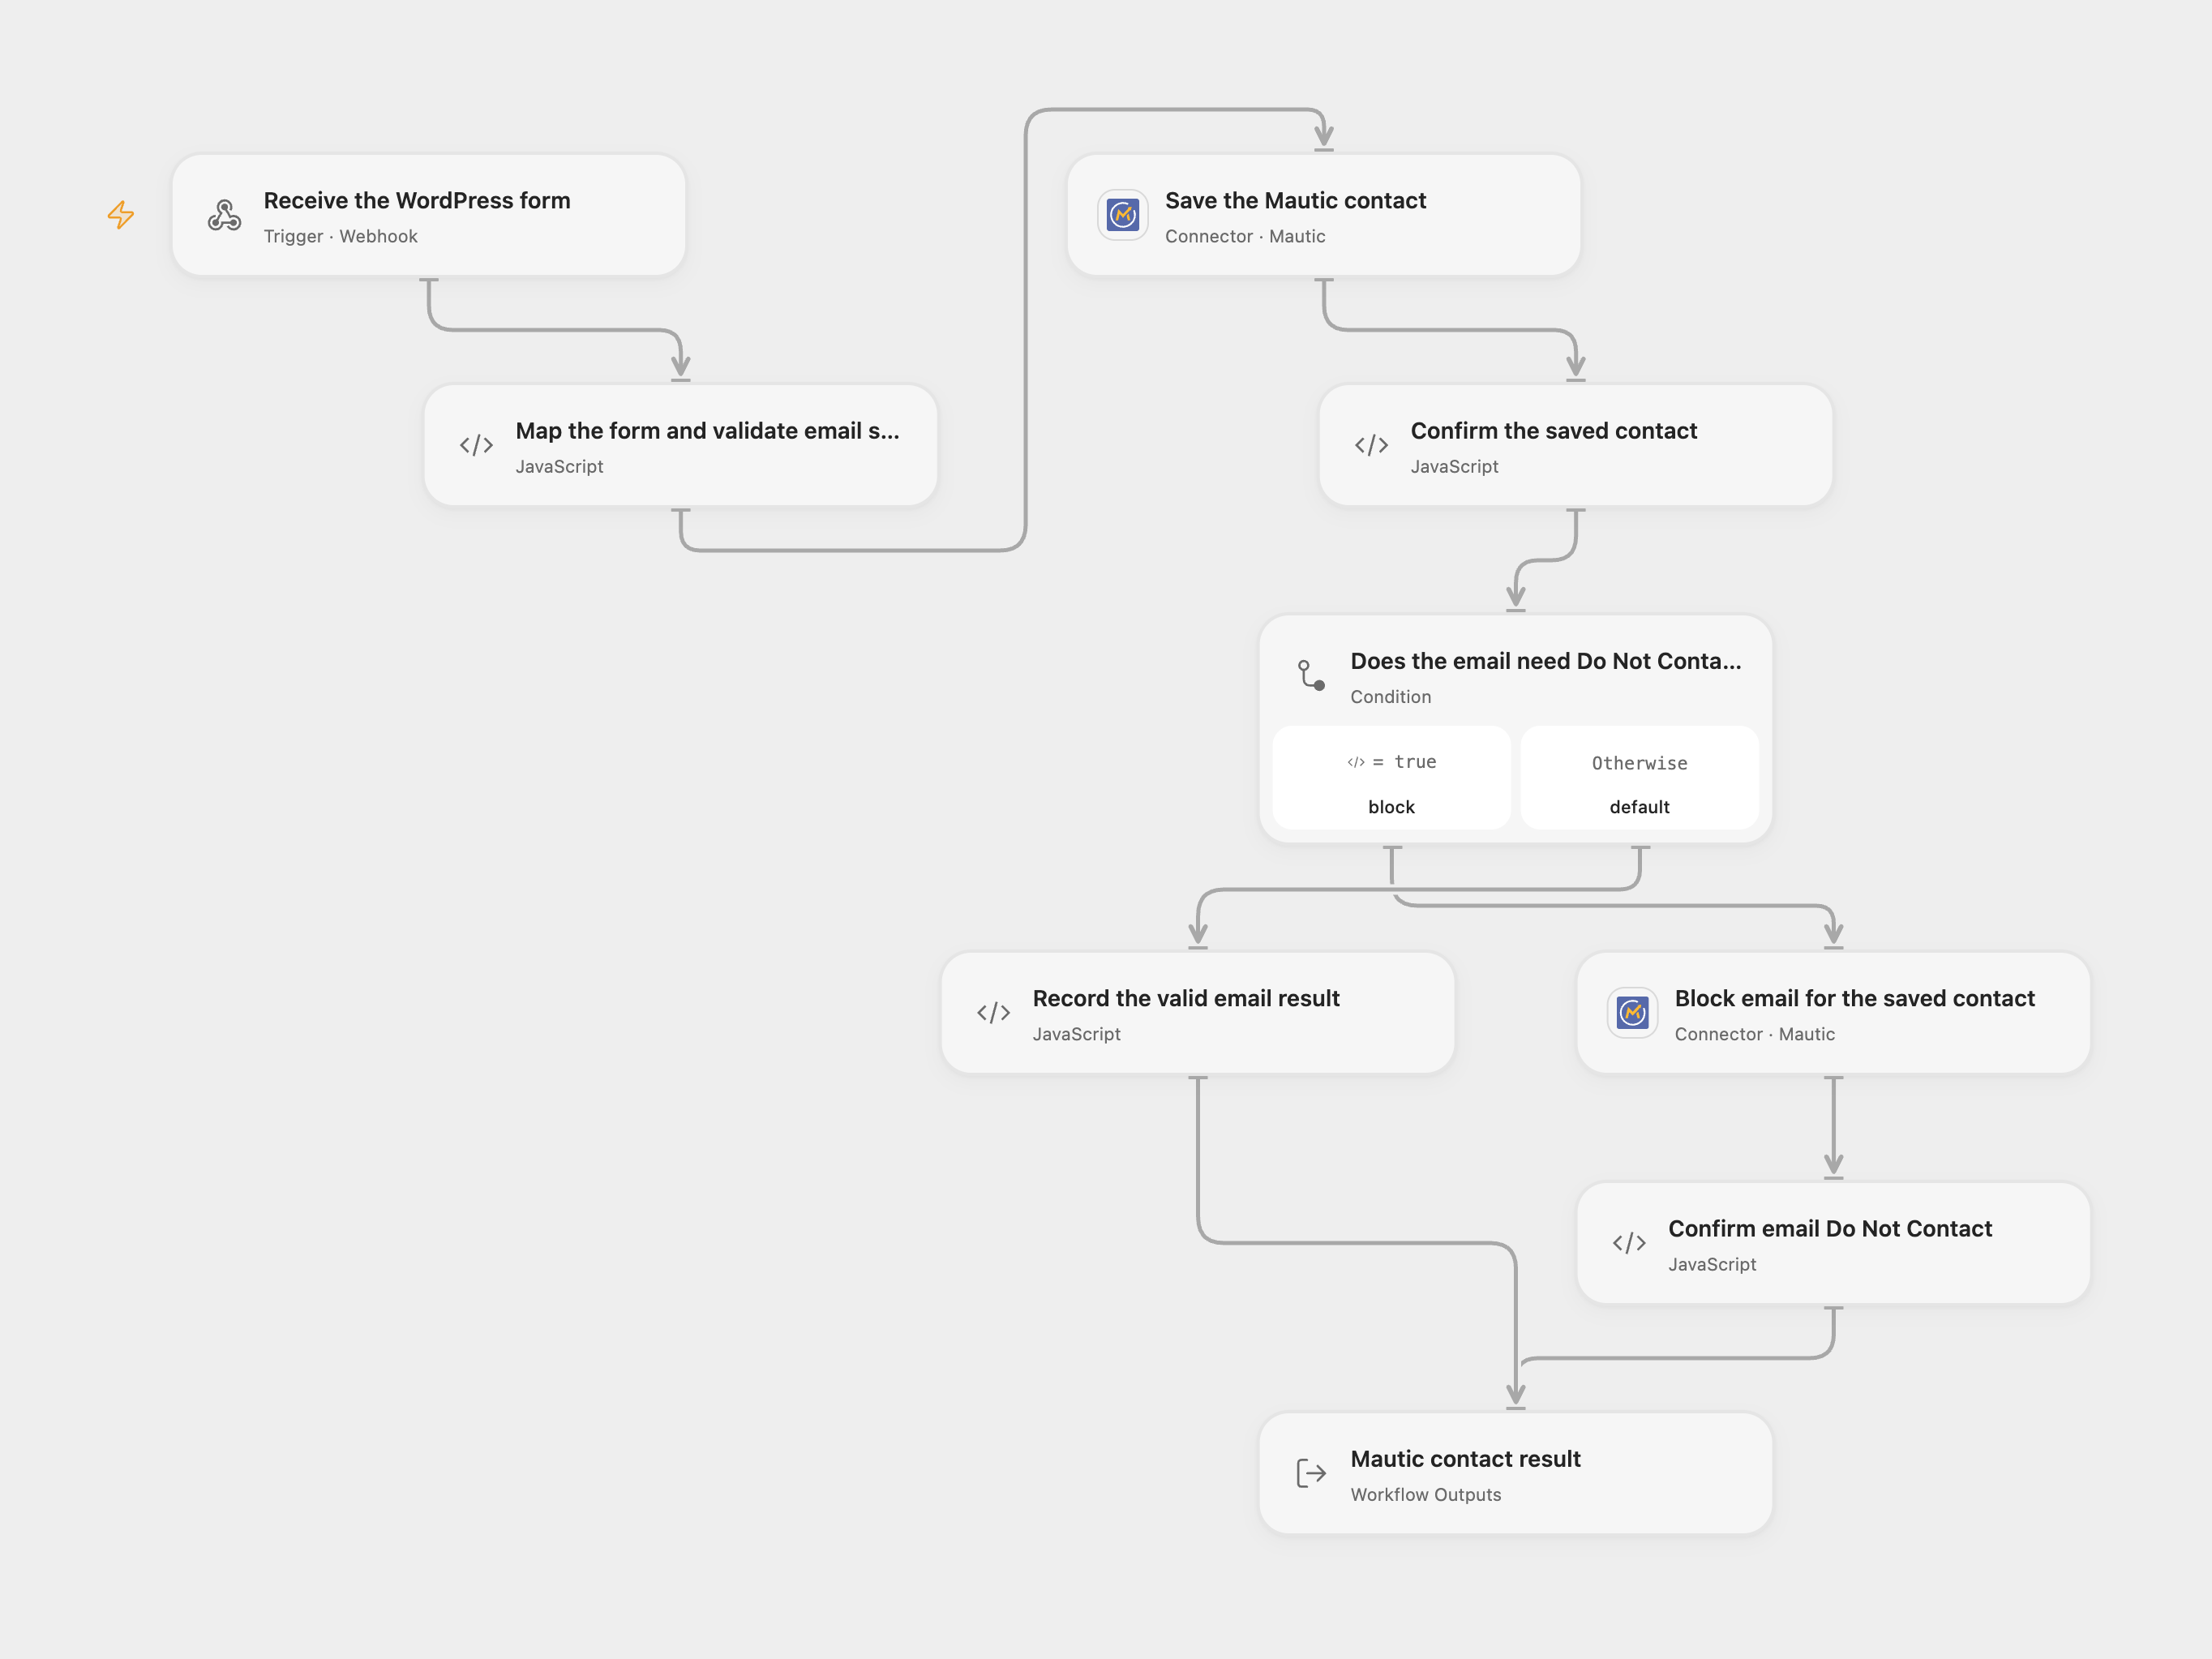 Receive the WordPress form
Trigger · Webhook
Map the form and validate email s...
JavaScript
Save the Mautic contact
Connector · Mautic
Confirm the saved contact
JavaScript
Does the email need Do Not Conta...
Condition
</> = true
block
Otherwise
default
Record the valid email result
JavaScript
Block email for the saved contact
Connector · Mautic
Confirm email Do Not Contact
JavaScript
Mautic contact result
Workflow Outputs